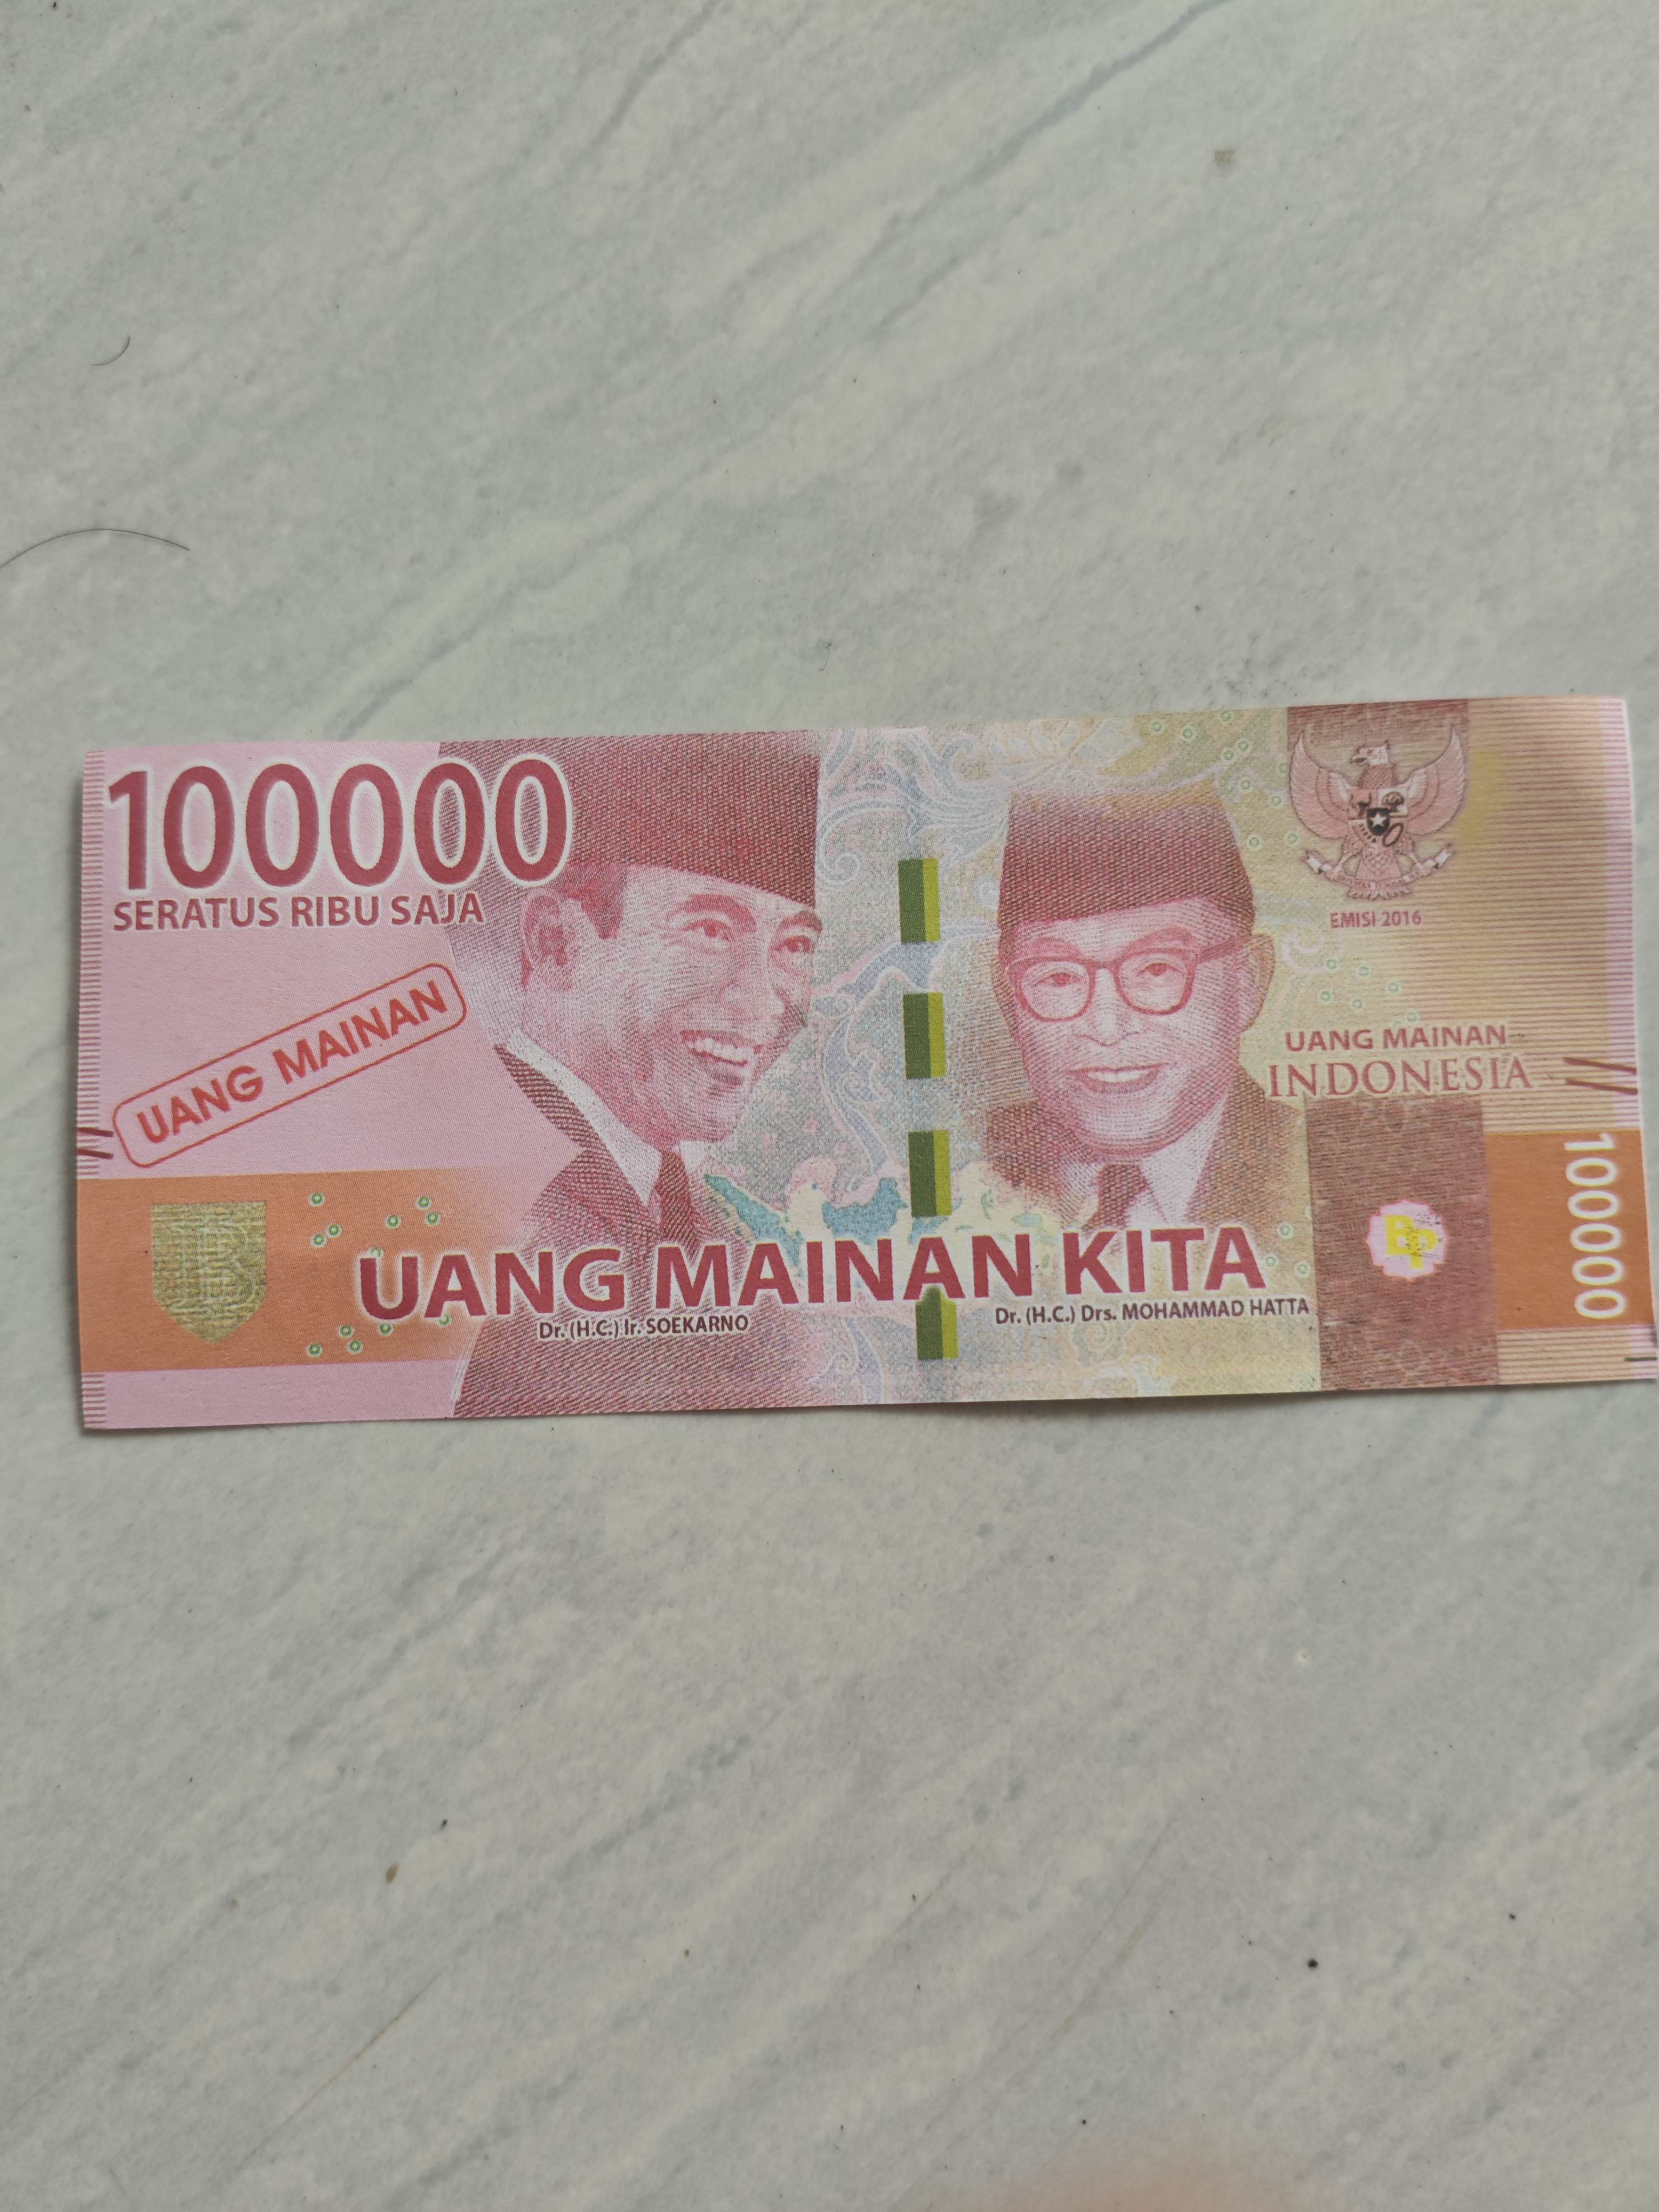 100000
SERATUS RIBU SAJA
UANG MAINAN
EMISI 2016
UANG MAINAN
INDONESIA
100000
UANG MAINAN KITA
Dr. (H.C.) Ir. SOEKARNO
Dr. (H.C.) Drs. MOHAMMAD HATTA